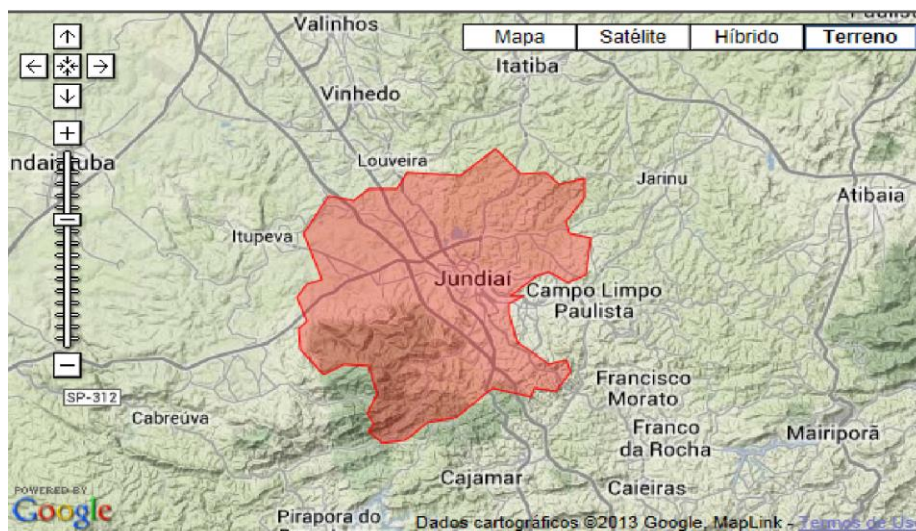 Valinhos
Mapa
Satélite
Híbrido
Terreno
Itatiba
Vinhedo
Louveira
Jarinu
Atibaia
Itupeva
Jundiaí
Campo Limpo
Paulista
SP-312
Cabreúva
Francisco
Morato
Franco
da Rocha
Mairiporã
Cajamar
Caieiras
POWERED BY
Google
Pirapora do
Dados cartográficos ©2013 Google, MapLink -